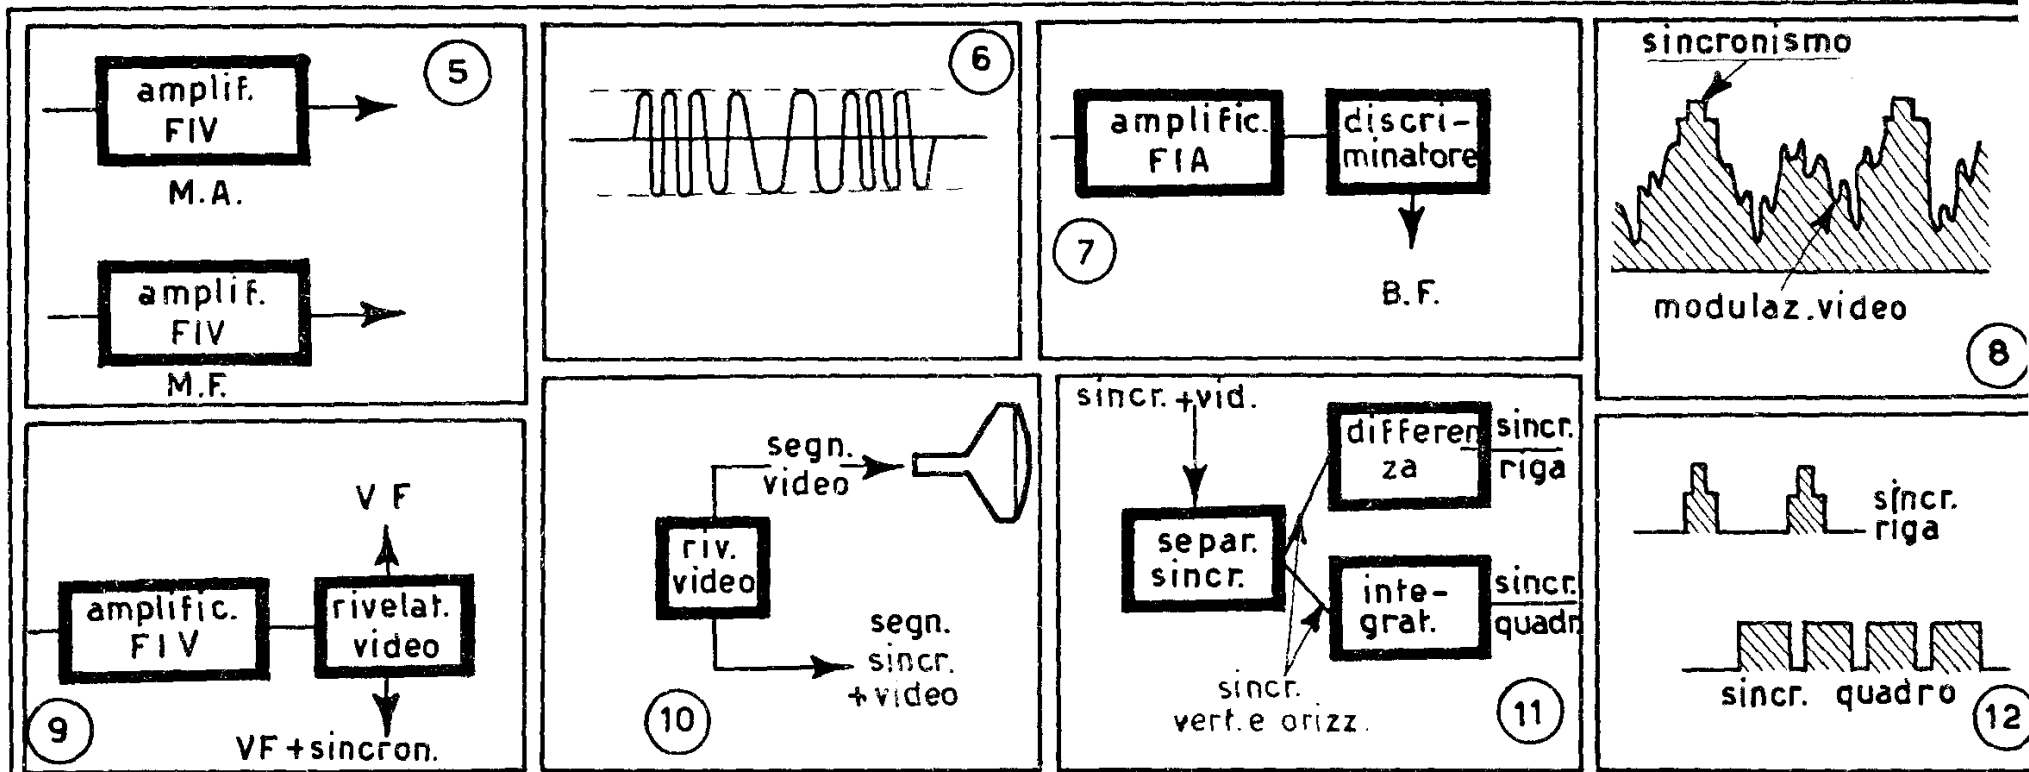 5
amplif.
FIV
M.A.
amplif.
FIV
M.F.
6
amplific.
FIA
discri-
minatore
7
B.F.
sincronismo
modulaz.video
8
V F
amplific.
FIV
rivelat.
video
9
VF+sincron.
segn.
video
riv.
video
segn.
sincr.
+video
10
sincr.+vid.
differen
za
sincr.
riga
separ.
sincr.
inte-
grat.
sincr.
quadr.
sincr.
vert.e orizz.
11
sincr.
riga
sincr. quadro
12